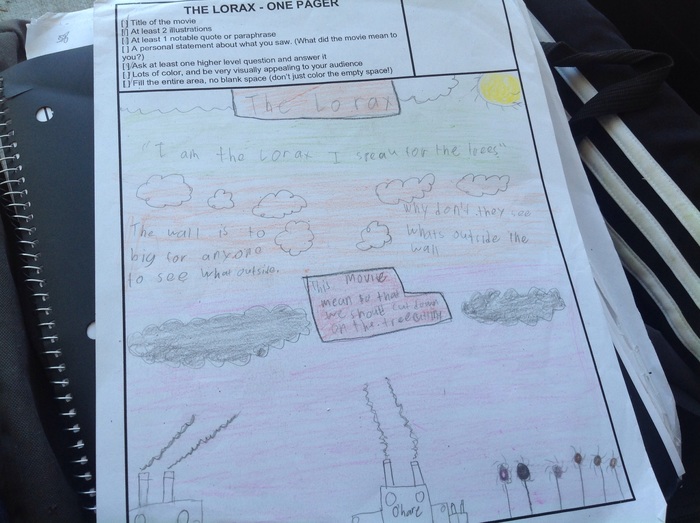 THE LORAX - ONE PAGER
[ ] Title of the movie
[ ] At least 2 illustrations
[ ] At least 1 notable quote or paraphrase
[ ] A personal statement about what you saw. (What did the movie mean to
you?)
[ ] Ask at least one higher level question and answer it
[ ] Lots of color, and be very visually appealing to your audience
[ ] Fill the entire area, no blank space (don't just color the empty space!)
The Lorax
"I am the Lorax I speak for the trees"
Why don't they see
whats outside the
wall
The wall is to
big for anyone
to see what outside.
This movie
mean so that
we should cut down
on the tree
Ohare